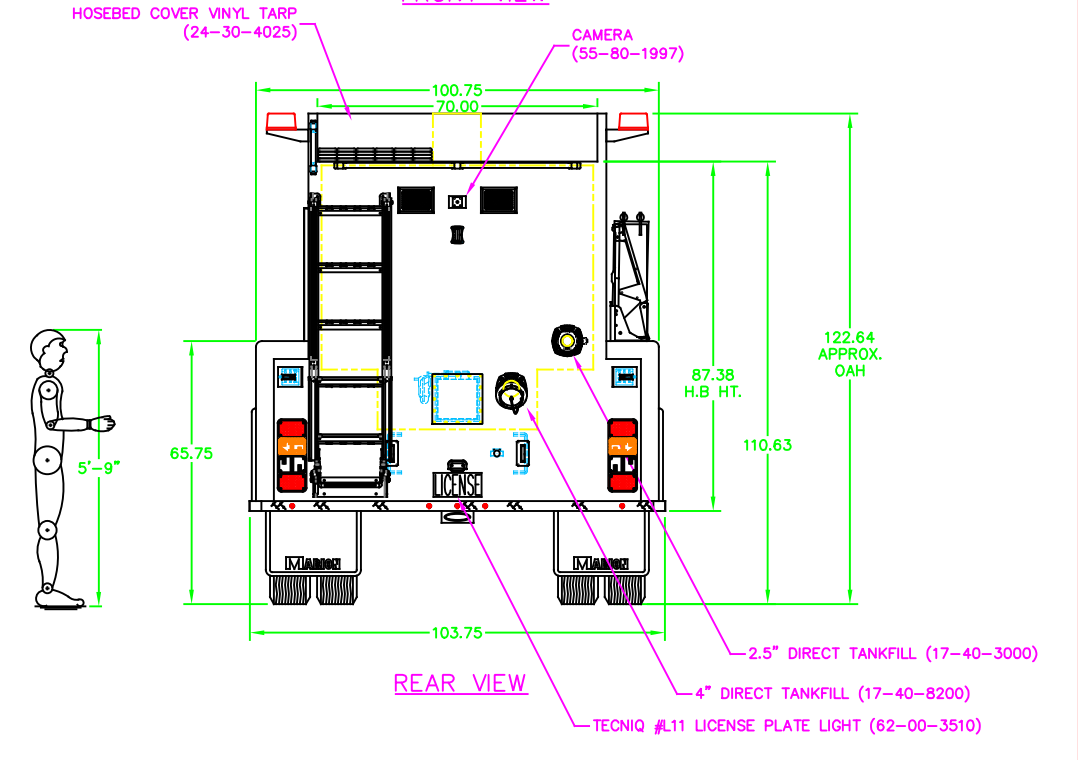 FRONT VIEW
HOSEBED COVER VINYL TARP
(24-30-4025)
CAMERA
(55-80-1997)
100.75
70.00
122.64
APPROX.
OAH
87.38
H.B HT.
110.63
65.75
5'-9"
LICENSE
MARION
MARION
103.75
2.5" DIRECT TANKFILL (17-40-3000)
REAR VIEW
4" DIRECT TANKFILL (17-40-8200)
TECNIQ #L11 LICENSE PLATE LIGHT (62-00-3510)